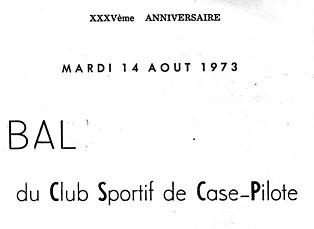 XXXVème ANNIVERSAIRE
MARDI 14 AOUT 1973
BAL
du Club Sportif de Case-Pilote